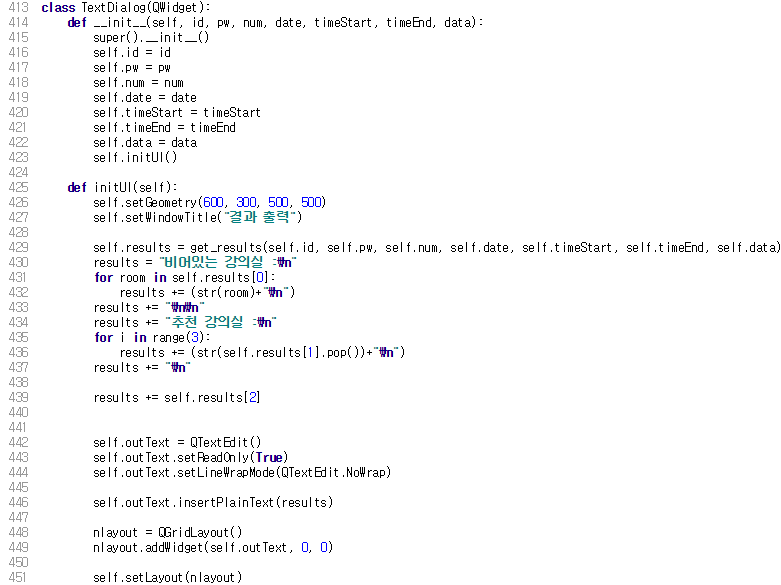 413 class TextDialog(QWidget):
414     def __init__(self, id, pw, num, date, timeStart, timeEnd, data):
415         super().__init__()
416         self.id = id
417         self.pw = pw
418         self.num = num
419         self.date = date
420         self.timeStart = timeStart
421         self.timeEnd = timeEnd
422         self.data = data
423         self.initUI()
424
425     def initUI(self):
426         self.setGeometry(600, 300, 500, 500)
427         self.setWindowTitle("결과 출력")
428
429         self.results = get_results(self.id, self.pw, self.num, self.date, self.timeStart, self.timeEnd, self.data)
430         results = "비어있는 강의실 :₩n"
431         for room in self.results[0]:
432             results += (str(room)+"₩n")
433         results += "₩n₩n"
434         results += "추천 강의실 :₩n"
435         for i in range(3):
436             results += (str(self.results[1].pop())+"₩n")
437         results += "₩n"
438
439         results += self.results[2]
440
441
442         self.outText = QTextEdit()
443         self.outText.setReadOnly(True)
444         self.outText.setLineWrapMode(QTextEdit.NoWrap)
445
446         self.outText.insertPlainText(results)
447
448         nlayout = QGridLayout()
449         nlayout.addWidget(self.outText, 0, 0)
450
451         self.setLayout(nlayout)